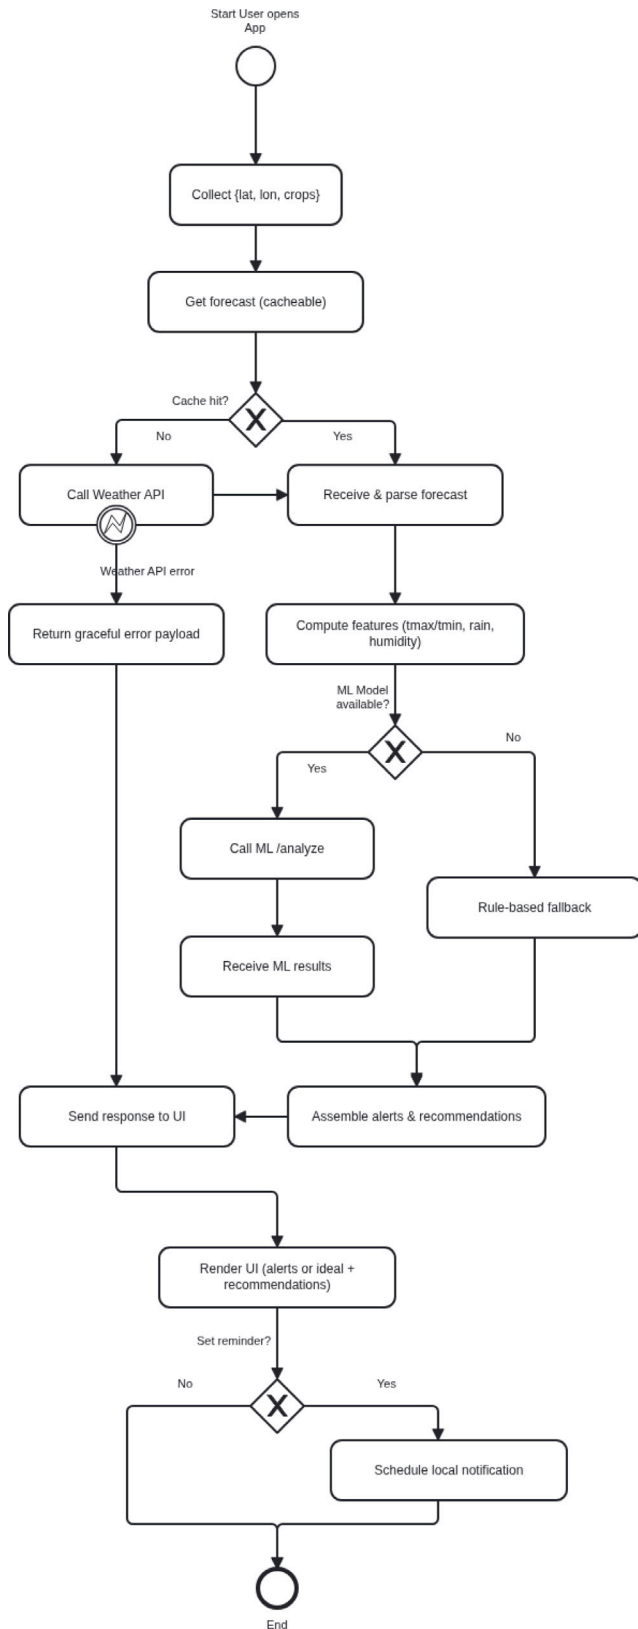 Start User opens
App
Collect {lat, lon, crops}
Get forecast (cacheable)
Cache hit?
No
Yes
Call Weather API
Receive & parse forecast
Weather API error
Return graceful error payload
Compute features (tmax/tmin, rain,
humidity)
ML Model
available?
No
Yes
Call ML /analyze
Rule-based fallback
Receive ML results
Send response to UI
Assemble alerts & recommendations
Render UI (alerts or ideal +
recommendations)
Set reminder?
No
Yes
Schedule local notification
End